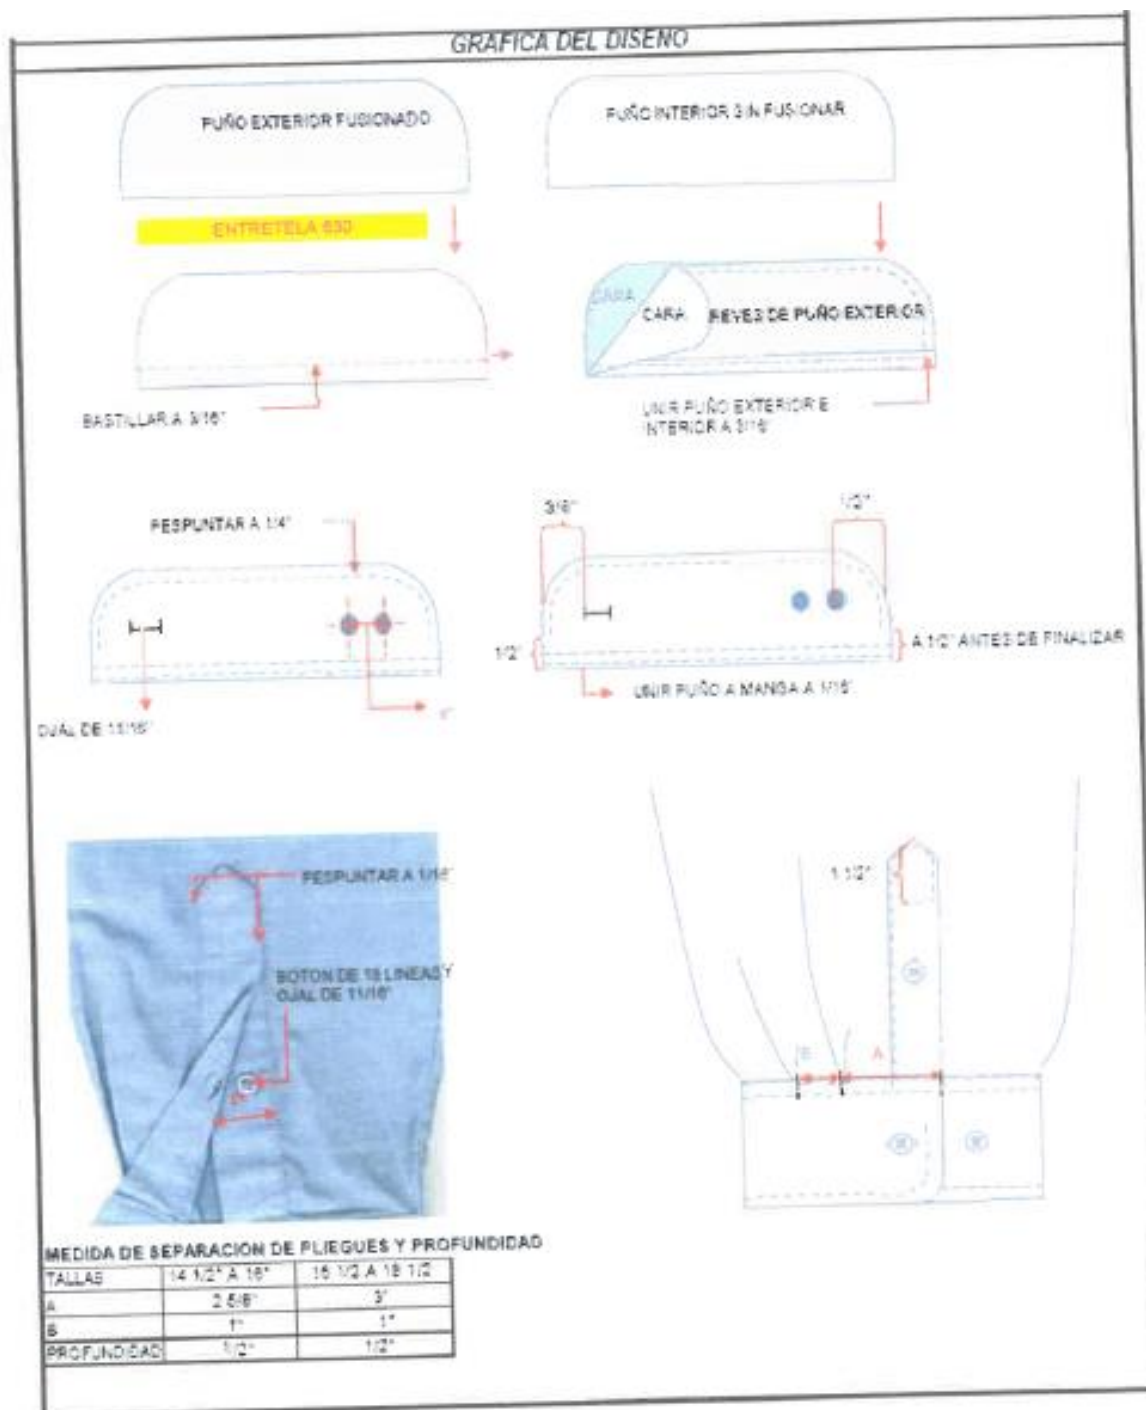 GRAFICA DEL DISEÑO
PUÑO EXTERIOR FUSIONADO
PUÑO INTERIOR SIN FUSIONAR
ENTRETELA 630
CARA
CARA
REVES DE PUÑO EXTERIOR
BASTILLAR A 3/16"
UNIR PUÑO EXTERIOR E
INTERIOR A 3/16"
PESPUNTAR A 1/4"
3/8"
1/2"
1/2"
A 1/2" ANTES DE FINALIZAR
UNIR PUÑO A MANGA A 1/16"
OJAL DE 11/16"
PESPUNTAR A 1/16"
1 1/2"
BOTON DE 18 LINEAS Y
OJAL DE 11/16"
B
A
MEDIDA DE SEPARACION DE PLIEGUES Y PROFUNDIDAD
TALLAS 14 1/2" A 16" 16 1/2 A 18 1/2
A 2 5/8" 3"
B 1" 1"
PROFUNDIDAD 1/2" 1/2"